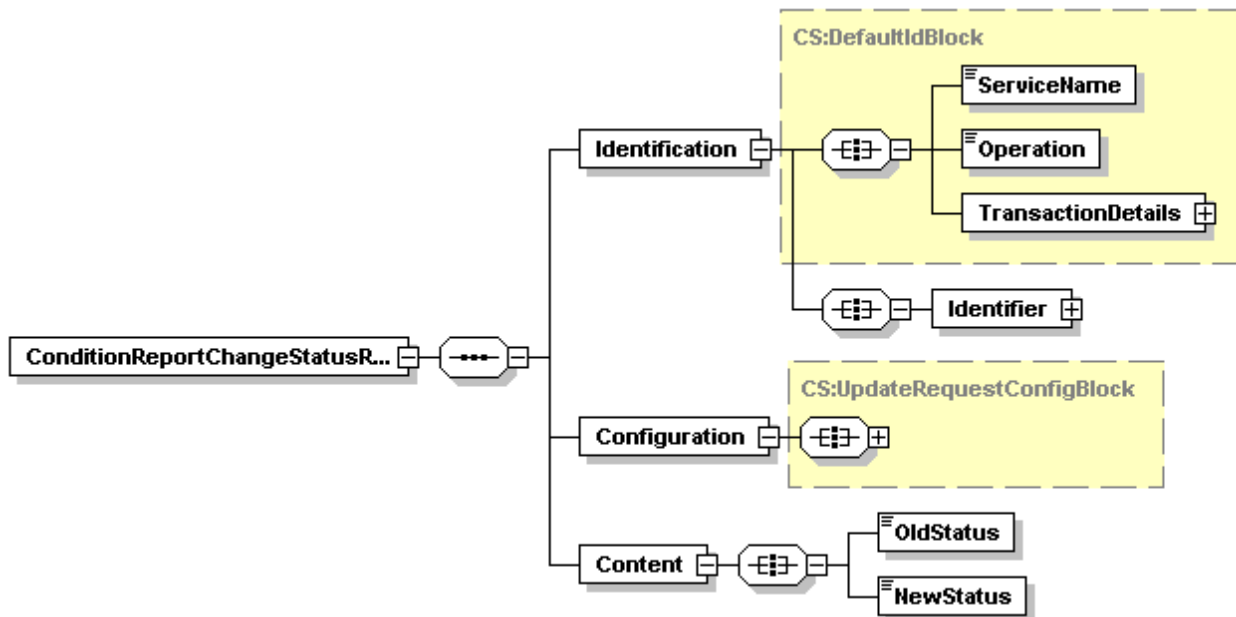 CS:DefaultIdBlock
ServiceName
Identification
Operation
TransactionDetails
Identifier
ConditionReportChangeStatusR...
CS:UpdateRequestConfigBlock
Configuration
OldStatus
Content
NewStatus